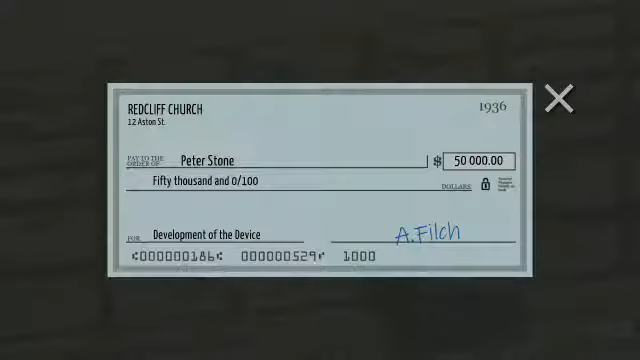 REDCLIFF CHURCH
1936
12 Aston St.
PAY TO THE
ORDER OF
Peter Stone
$ 50 000.00
Fifty thousand and 0/100
DOLLARS
FOR
Development of the Device
A.Filch
⑆000000186⑆ 000000529⑈ 1000